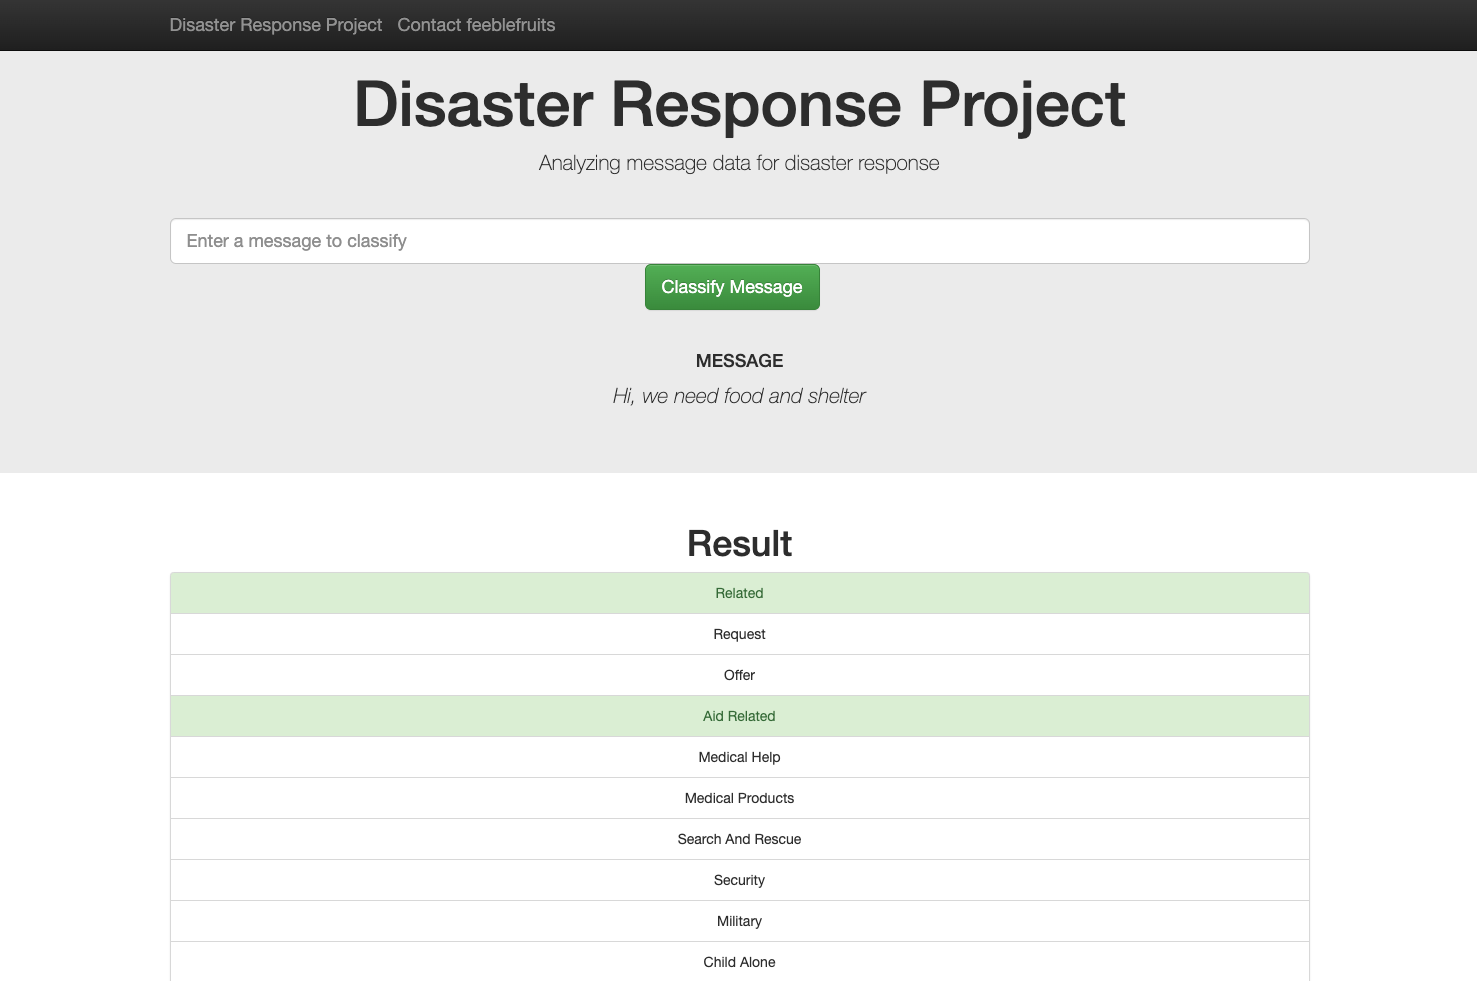 Disaster Response Project Contact feeblefruits
Disaster Response Project
Analyzing message data for disaster response
Enter a message to classify
Classify Message
MESSAGE
Hi, we need food and shelter
Result
Related
Request
Offer
Aid Related
Medical Help
Medical Products
Search And Rescue
Security
Military
Child Alone